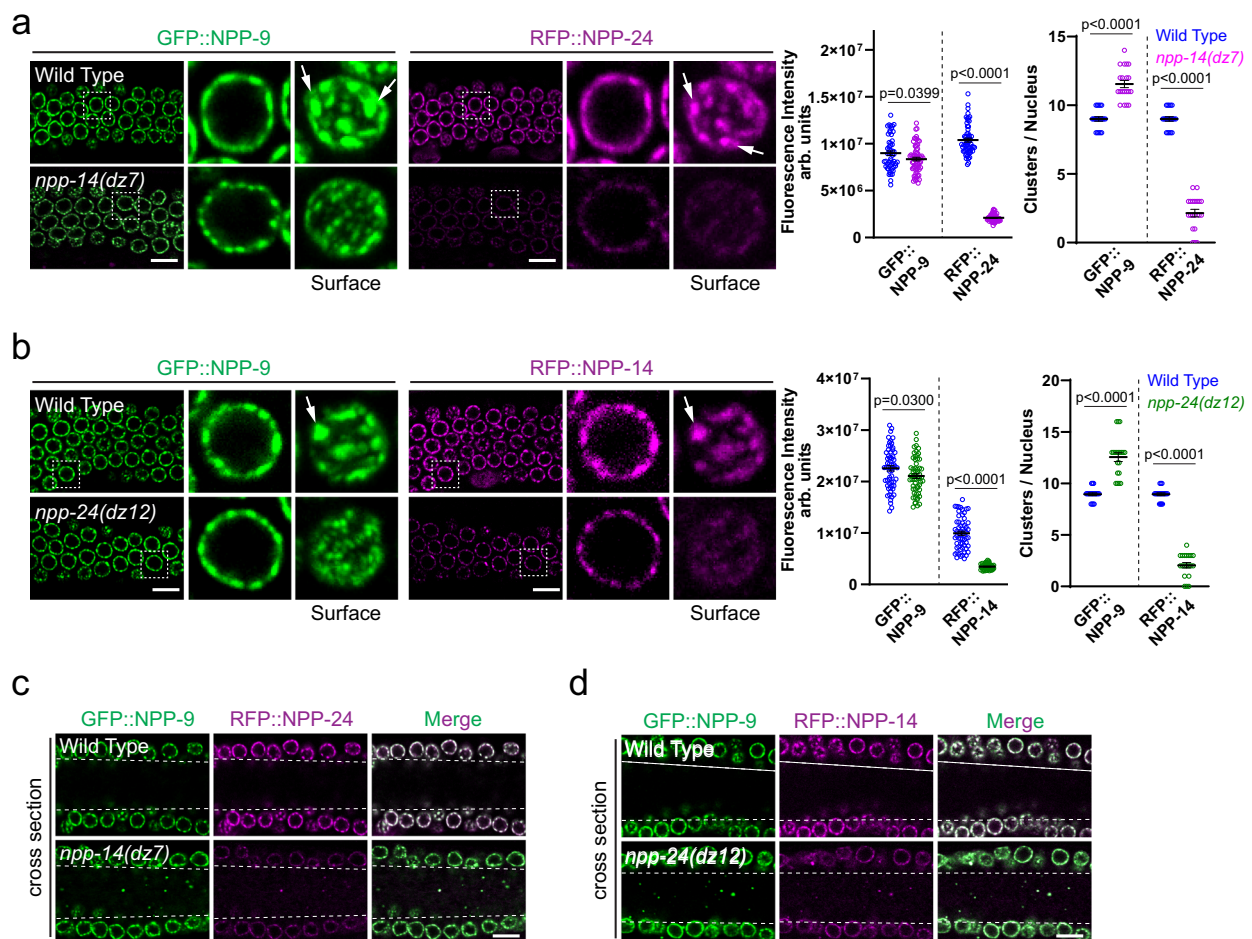 a
GFP::NPP-9
RFP::NPP-24
Wild Type
npp-14(dz7)
Surface
Surface
Fluorescence Intensity
arb. units
2×10⁷
1.5×10⁷
1×10⁷
5×10⁶
0
p=0.0399
p<0.0001
GFP::
NPP-9
RFP::
NPP-24
Clusters / Nucleus
15
10
5
0
p<0.0001
p<0.0001
Wild Type
npp-14(dz7)
GFP::
NPP-9
RFP::
NPP-24
b
GFP::NPP-9
RFP::NPP-14
Wild Type
npp-24(dz12)
Surface
Surface
Fluorescence Intensity
arb. units
4×10⁷
3×10⁷
2×10⁷
1×10⁷
0
p=0.0300
p<0.0001
GFP::
NPP-9
RFP::
NPP-14
Clusters / Nucleus
20
15
10
5
0
p<0.0001
p<0.0001
Wild Type
npp-24(dz12)
GFP::
NPP-9
RFP::
NPP-14
c
GFP::NPP-9
RFP::NPP-24
Merge
cross section
Wild Type
npp-14(dz7)
d
GFP::NPP-9
RFP::NPP-14
Merge
cross section
Wild Type
npp-24(dz12)